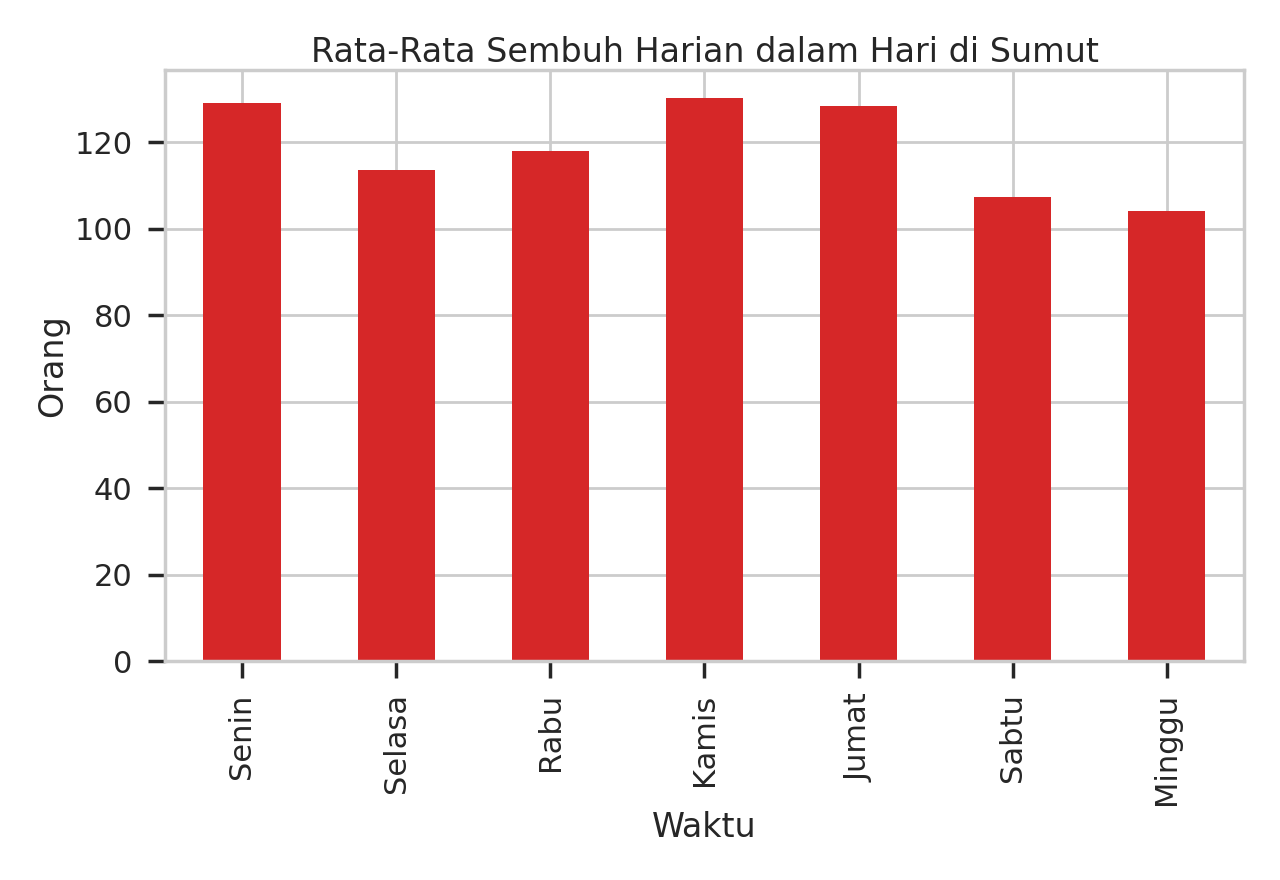 Rata-Rata Sembuh Harian dalam Hari di Sumut
120
100
80
60
40
20
0
Orang
Senin
Selasa
Rabu
Kamis
Jumat
Sabtu
Minggu
Waktu